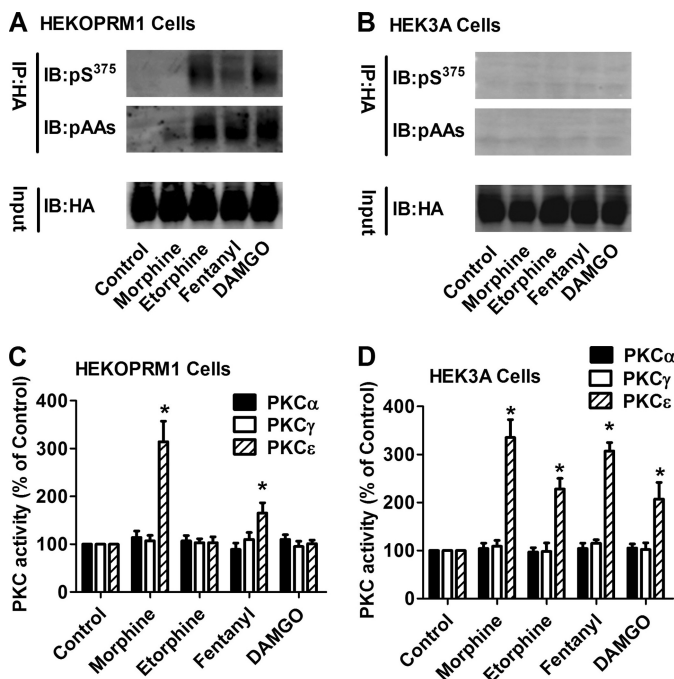 A HEKOPRM1 Cells
IP:HA
IB:pS³⁷⁵
IB:pAAs
Input
IB:HA
Control
Morphine
Etorphine
Fentanyl
DAMGO
B HEK3A Cells
IP:HA
IB:pS³⁷⁵
IB:pAAs
Input
IB:HA
Control
Morphine
Etorphine
Fentanyl
DAMGO
C HEKOPRM1 Cells
PKCα
PKCγ
PKCε
PKC activity (% of Control)
400
300
200
100
0
*
*
Control
Morphine
Etorphine
Fentanyl
DAMGO
D HEK3A Cells
PKCα
PKCγ
PKCε
PKC activity (% of Control)
400
300
200
100
0
*
*
*
*
Control
Morphine
Etorphine
Fentanyl
DAMGO